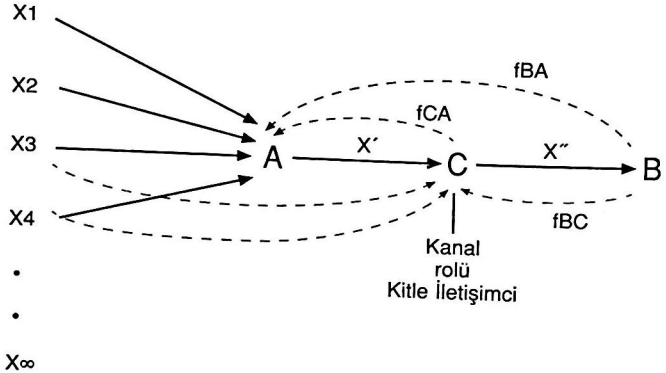 X1
X2
X3
X4
X∞
fBA
fCA
A
X′
C
X″
B
fBC
Kanal
rolü
Kitle İletişimci